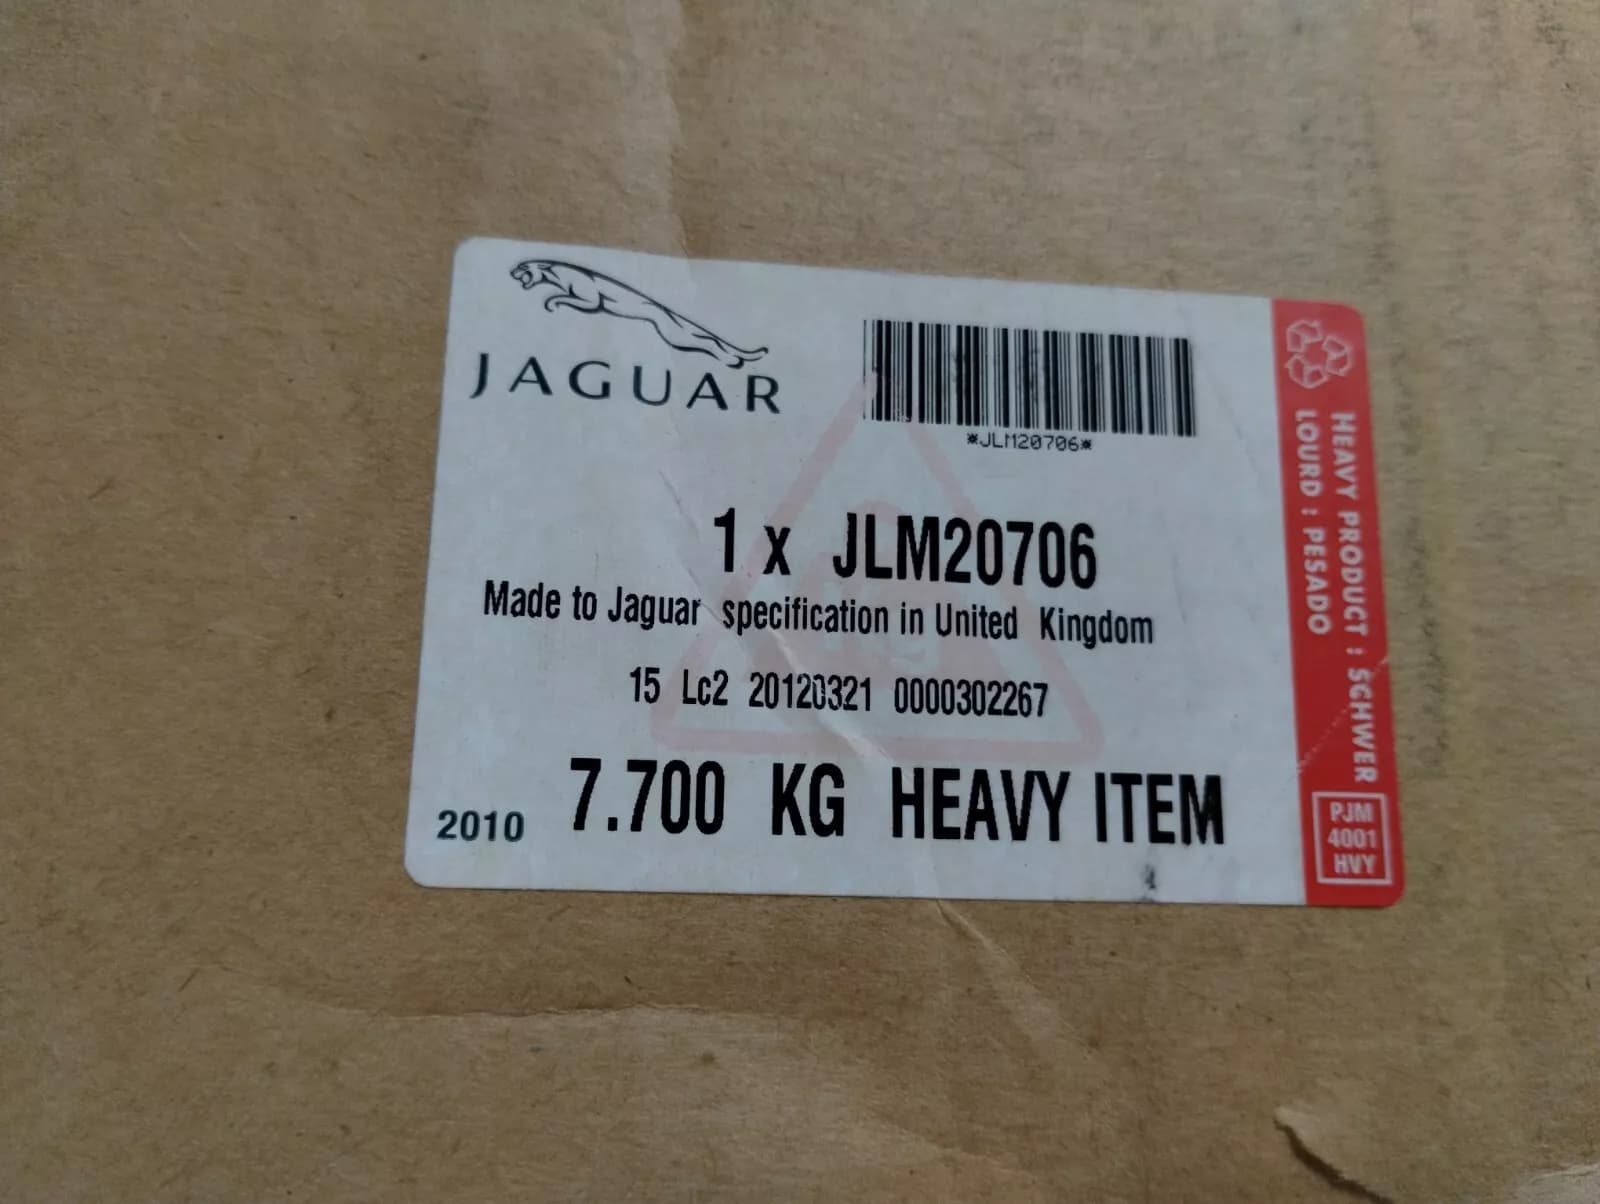 JAGUAR
*JLM20706*
1 x JLM20706
Made to Jaguar specification in United Kingdom
15 Lc2 20120321 0000302267
2010 7.700 KG HEAVY ITEM
HEAVY PRODUCT : SCHWER
LOURD : PESADO
PJM
4001
HVY